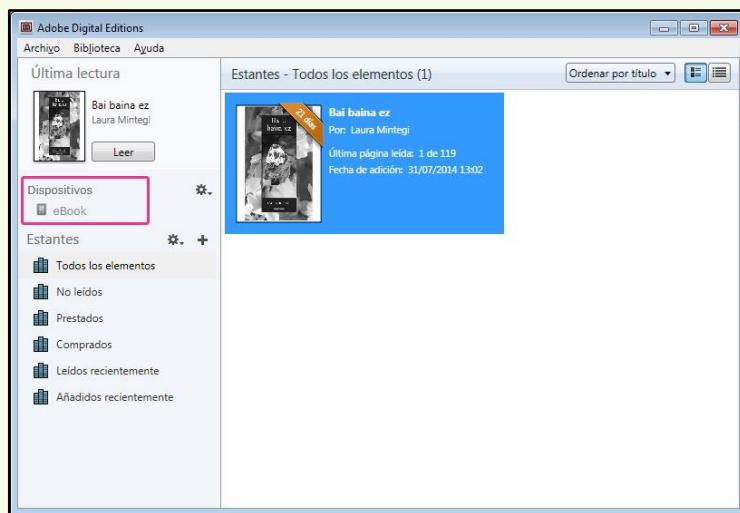 Adobe Digital Editions
Archivo Biblioteca Ayuda
Última lectura
Bai baina ez
Laura Mintegi
Leer
Dispositivos
eBook
Estantes
Todos los elementos
No leídos
Prestados
Comprados
Leídos recientemente
Añadidos recientemente
Estantes - Todos los elementos (1)
Ordenar por título
21 días
Bai baina ez
Por: Laura Mintegi
Última página leída: 1 de 119
Fecha de adición: 31/07/2014 13:02